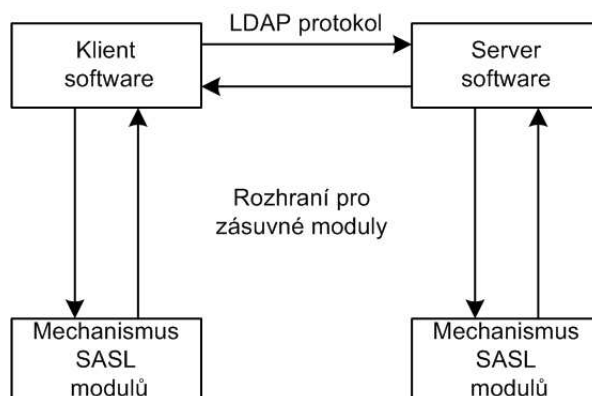 LDAP protokol
Klient
software
Server
software
Rozhraní pro
zásuvné moduly
Mechanismus
SASL
modulů
Mechanismus
SASL
modulů